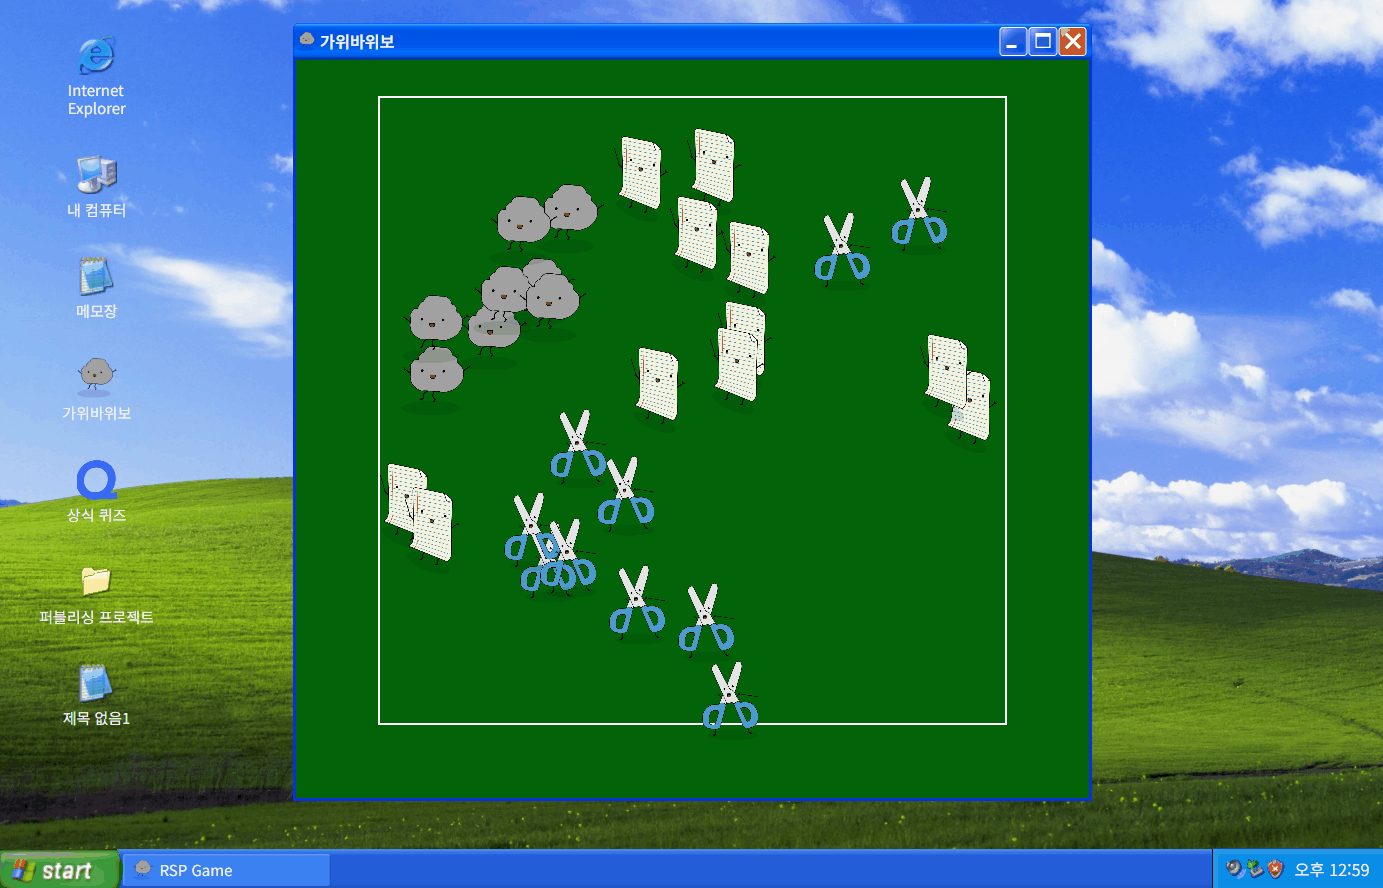 가위바위보
Internet
Explorer
내 컴퓨터
메모장
가위바위보
상식 퀴즈
퍼블리싱 프로젝트
제목 없음1
start
RSP Game
오후 12:59